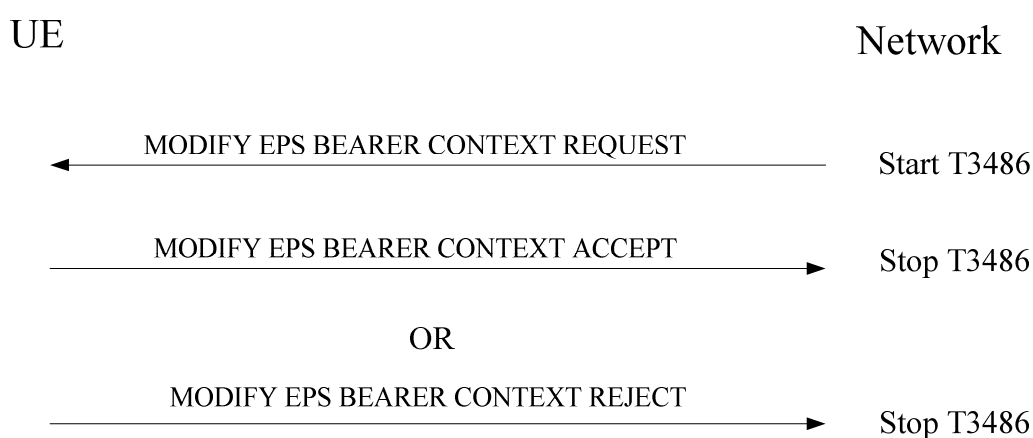 UE
Network
MODIFY EPS BEARER CONTEXT REQUEST
Start T3486
MODIFY EPS BEARER CONTEXT ACCEPT
Stop T3486
OR
MODIFY EPS BEARER CONTEXT REJECT
Stop T3486